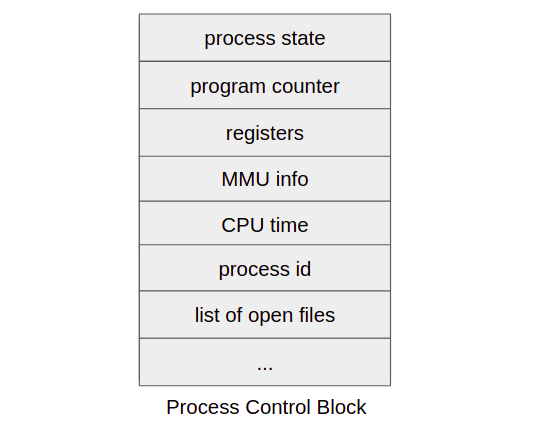 process state
program counter
registers
MMU info
CPU time
process id
list of open files
...
Process Control Block